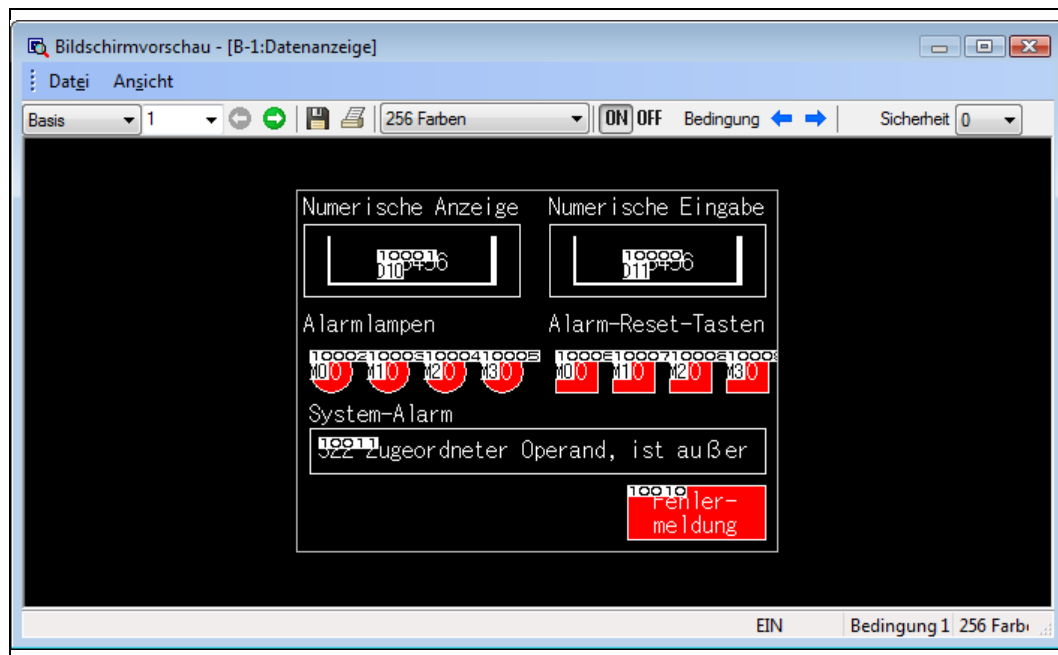 Bildschirmvorschau - [B-1:Datenanzeige]
Datei Ansicht
Basis 1 256 Farben ON OFF Bedingung Sicherheit 0
Numerische Anzeige Numerische Eingabe
10001 10000
D10 D11
Alarmlampen Alarm-Reset-Tasten
10002 10003 10004 10005 10006 10007 10008 10009
M0 M1 M2 M3 M0 M1 M2 M3
System-Alarm
10011
Zugeordneter Operand, ist außer
10010
Fehler-
meldung
EIN Bedingung 1 256 Farb